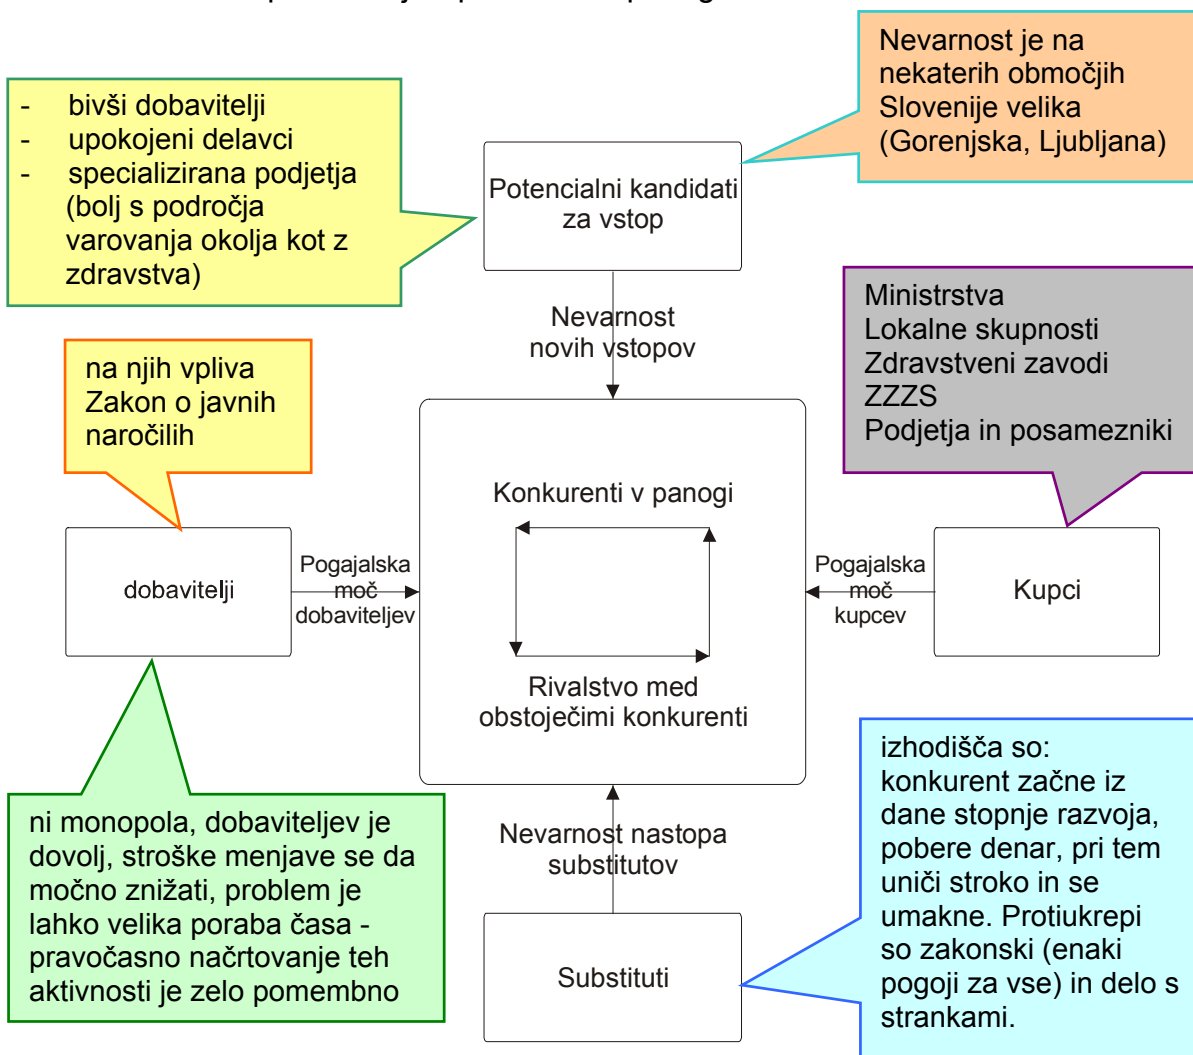 Nevarnost je na
nekaterih območjih
Slovenije velika
(Gorenjska, Ljubljana)
- bivši dobavitelji
- upokojeni delavci
- specializirana podjetja
(bolj s področja
varovanja okolja kot z
zdravstva)
Potencialni kandidati
za vstop
Nevarnost
novih vstopov
Ministrstva
Lokalne skupnosti
Zdravstveni zavodi
ZZZS
Podjetja in posamezniki
na njih vpliva
Zakon o javnih
naročilih
Konkurenti v panogi
dobavitelji
Pogajalska
moč
dobaviteljev
Pogajalska
moč
kupcev
Kupci
Rivalstvo med
obstoječimi konkurenti
ni monopola, dobaviteljev je
dovolj, stroške menjave se da
močno znižati, problem je
lahko velika poraba časa -
pravočasno načrtovanje teh
aktivnosti je zelo pomembno
Nevarnost nastopa
substitutov
Substituti
izhodišča so:
konkurent začne iz
dane stopnje razvoja,
pobere denar, pri tem
uniči stroko in se
umakne. Protiukrepi
so zakonski (enaki
pogoji za vse) in delo s
strankami.